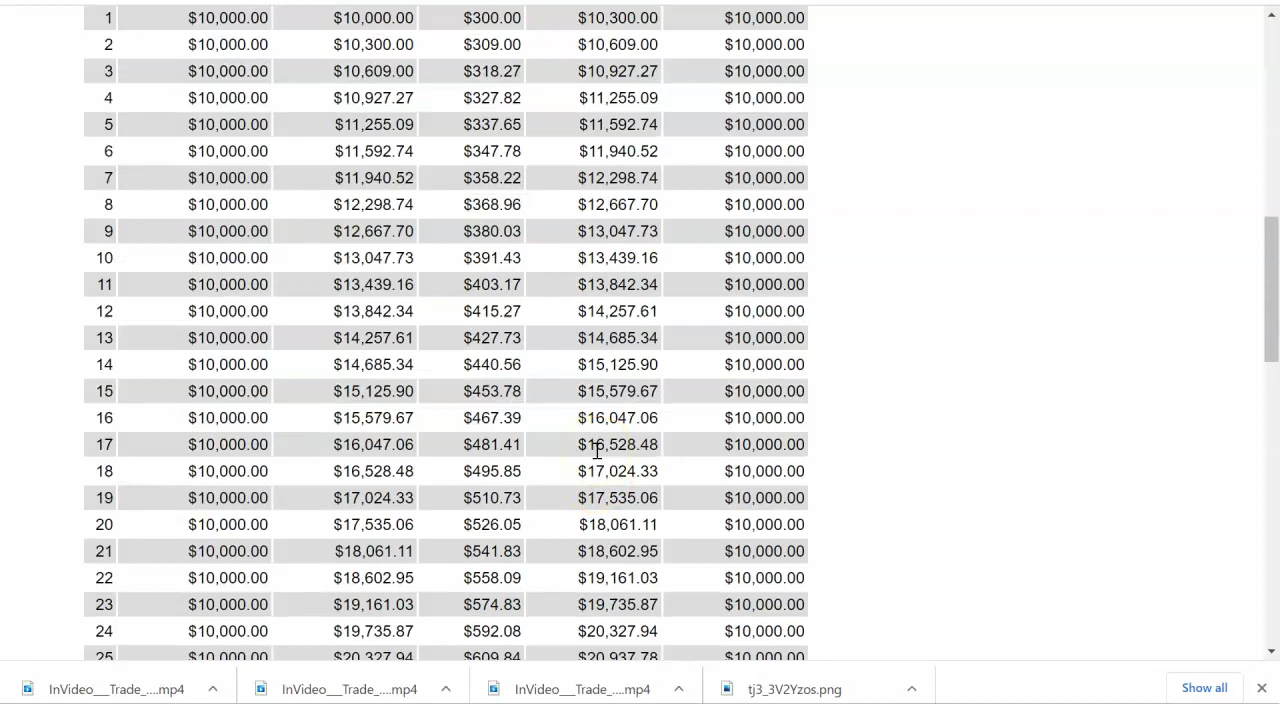 1 $10,000.00 $10,000.00 $300.00 $10,300.00 $10,000.00
2 $10,000.00 $10,300.00 $309.00 $10,609.00 $10,000.00
3 $10,000.00 $10,609.00 $318.27 $10,927.27 $10,000.00
4 $10,000.00 $10,927.27 $327.82 $11,255.09 $10,000.00
5 $10,000.00 $11,255.09 $337.65 $11,592.74 $10,000.00
6 $10,000.00 $11,592.74 $347.78 $11,940.52 $10,000.00
7 $10,000.00 $11,940.52 $358.22 $12,298.74 $10,000.00
8 $10,000.00 $12,298.74 $368.96 $12,667.70 $10,000.00
9 $10,000.00 $12,667.70 $380.03 $13,047.73 $10,000.00
10 $10,000.00 $13,047.73 $391.43 $13,439.16 $10,000.00
11 $10,000.00 $13,439.16 $403.17 $13,842.34 $10,000.00
12 $10,000.00 $13,842.34 $415.27 $14,257.61 $10,000.00
13 $10,000.00 $14,257.61 $427.73 $14,685.34 $10,000.00
14 $10,000.00 $14,685.34 $440.56 $15,125.90 $10,000.00
15 $10,000.00 $15,125.90 $453.78 $15,579.67 $10,000.00
16 $10,000.00 $15,579.67 $467.39 $16,047.06 $10,000.00
17 $10,000.00 $16,047.06 $481.41 $16,528.48 $10,000.00
18 $10,000.00 $16,528.48 $495.85 $17,024.33 $10,000.00
19 $10,000.00 $17,024.33 $510.73 $17,535.06 $10,000.00
20 $10,000.00 $17,535.06 $526.05 $18,061.11 $10,000.00
21 $10,000.00 $18,061.11 $541.83 $18,602.95 $10,000.00
22 $10,000.00 $18,602.95 $558.09 $19,161.03 $10,000.00
23 $10,000.00 $19,161.03 $574.83 $19,735.87 $10,000.00
24 $10,000.00 $19,735.87 $592.08 $20,327.94 $10,000.00
25 $10,000.00 $20,327.94 $609.84 $20,937.78 $10,000.00
InVideo___Trade_....mp4 InVideo___Trade_....mp4 InVideo___Trade_....mp4 tj3_3V2Yzos.png Show all